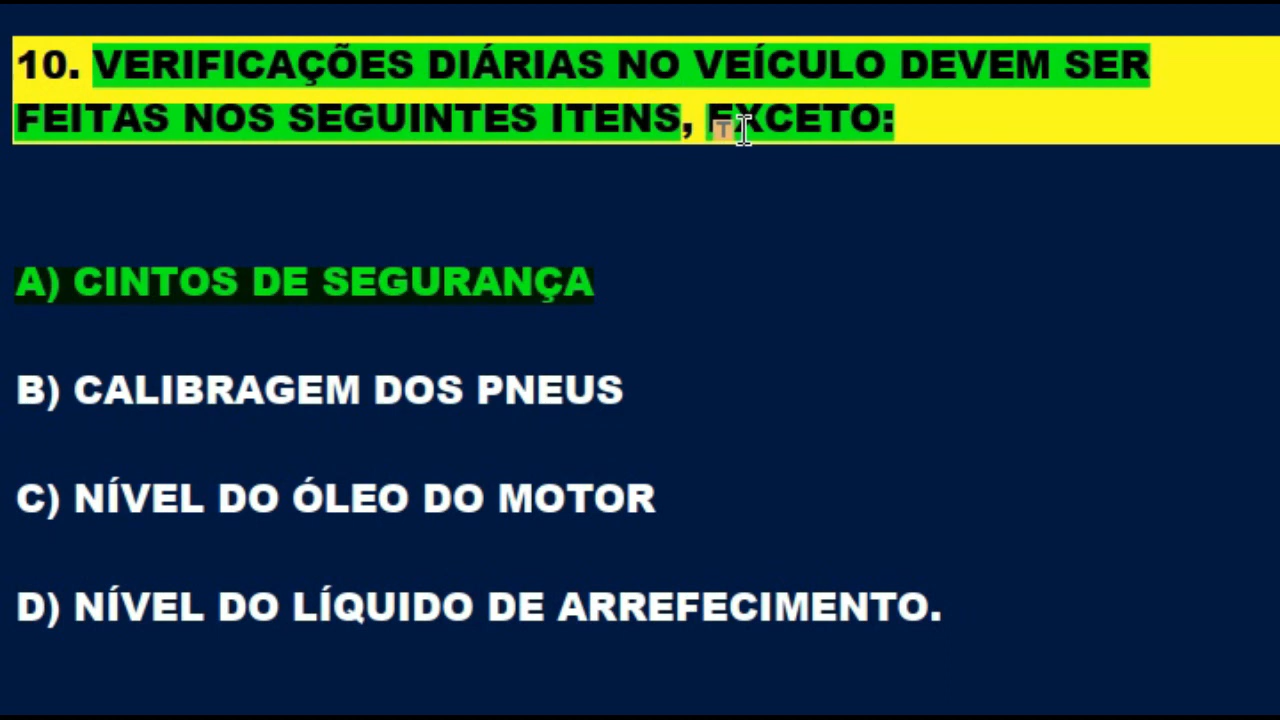 10. VERIFICAÇÕES DIÁRIAS NO VEÍCULO DEVEM SER
FEITAS NOS SEGUINTES ITENS, EXCETO:
A) CINTOS DE SEGURANÇA
B) CALIBRAGEM DOS PNEUS
C) NÍVEL DO ÓLEO DO MOTOR
D) NÍVEL DO LÍQUIDO DE ARREFECIMENTO.